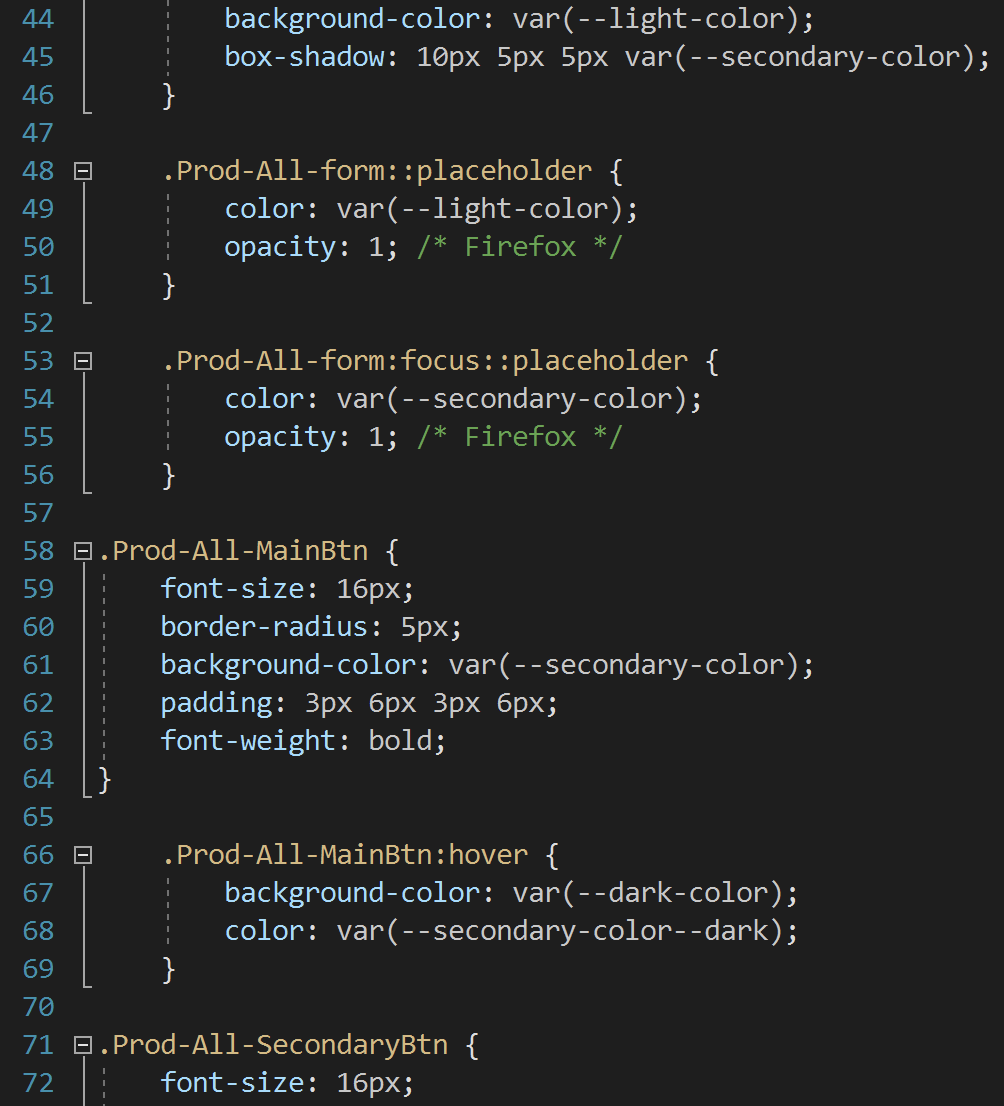 44 background-color: var(--light-color);
45 box-shadow: 10px 5px 5px var(--secondary-color);
46 }
47
48 .Prod-All-form::placeholder {
49 color: var(--light-color);
50 opacity: 1; /* Firefox */
51 }
52
53 .Prod-All-form:focus::placeholder {
54 color: var(--secondary-color);
55 opacity: 1; /* Firefox */
56 }
57
58 .Prod-All-MainBtn {
59 font-size: 16px;
60 border-radius: 5px;
61 background-color: var(--secondary-color);
62 padding: 3px 6px 3px 6px;
63 font-weight: bold;
64 }
65
66 .Prod-All-MainBtn:hover {
67 background-color: var(--dark-color);
68 color: var(--secondary-color--dark);
69 }
70
71 .Prod-All-SecondaryBtn {
72 font-size: 16px;